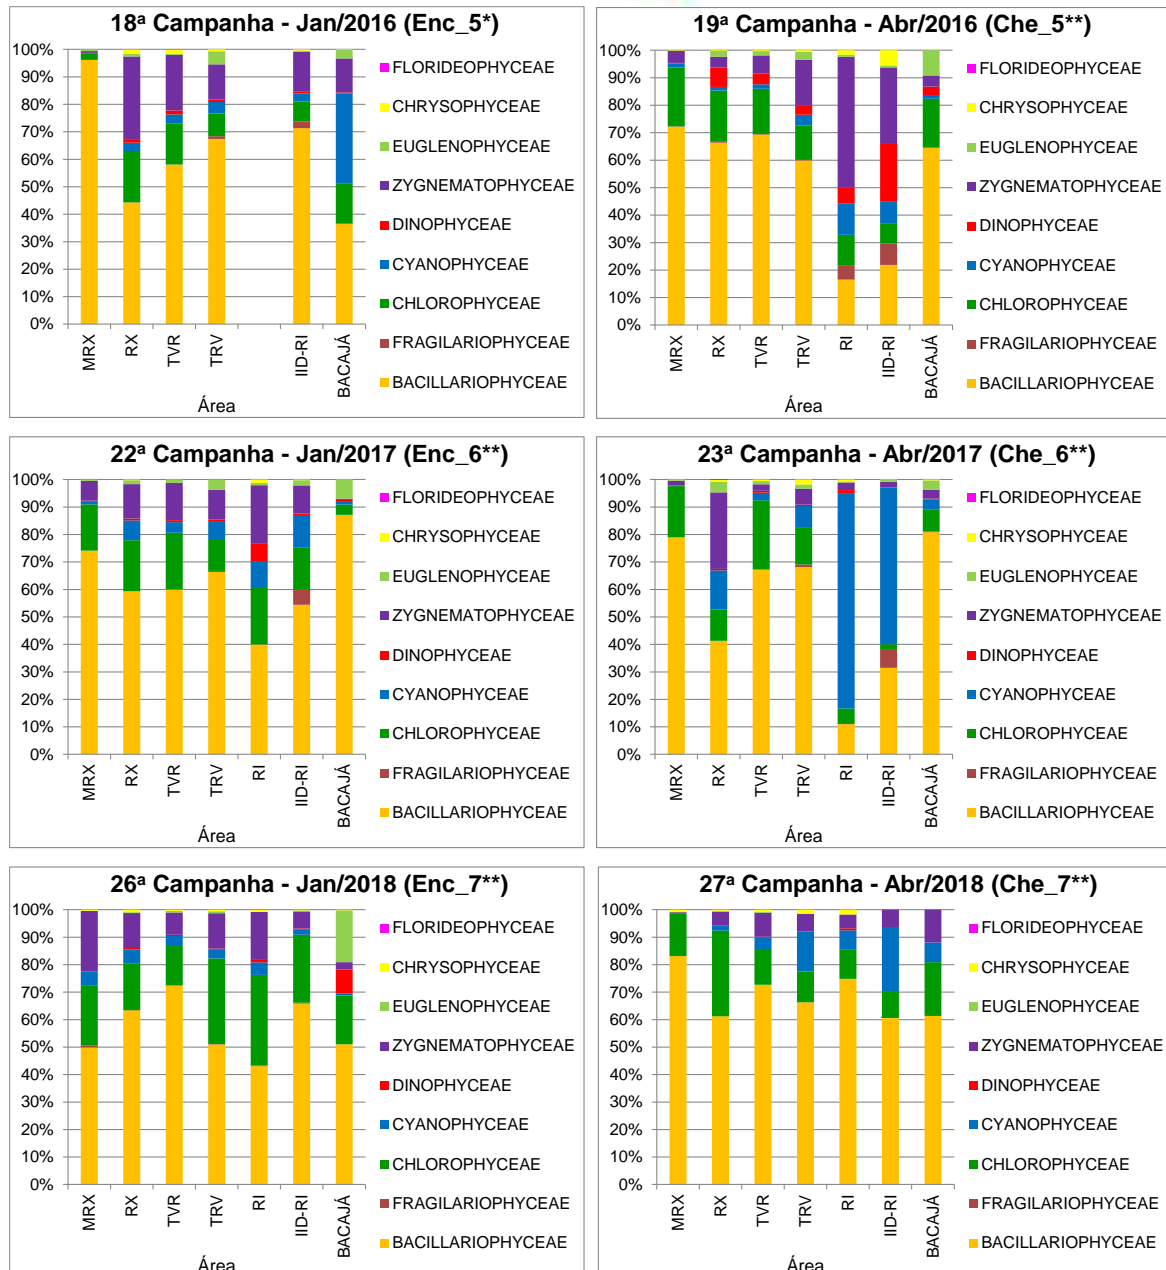 18ª Campanha - Jan/2016 (Enc_5*)
100%
90%
80%
70%
60%
50%
40%
30%
20%
10%
0%
MRX
RX
TVR
TRV
IID-RI
BACAJÁ
Área
FLORIDEOPHYCEAE
CHRYSOPHYCEAE
EUGLENOPHYCEAE
ZYGNEMATOPHYCEAE
DINOPHYCEAE
CYANOPHYCEAE
CHLOROPHYCEAE
FRAGILARIOPHYCEAE
BACILLARIOPHYCEAE
19ª Campanha - Abr/2016 (Che_5**)
100%
90%
80%
70%
60%
50%
40%
30%
20%
10%
0%
MRX
RX
TVR
TRV
RI
IID-RI
BACAJÁ
Área
FLORIDEOPHYCEAE
CHRYSOPHYCEAE
EUGLENOPHYCEAE
ZYGNEMATOPHYCEAE
DINOPHYCEAE
CYANOPHYCEAE
CHLOROPHYCEAE
FRAGILARIOPHYCEAE
BACILLARIOPHYCEAE
22ª Campanha - Jan/2017 (Enc_6**)
100%
90%
80%
70%
60%
50%
40%
30%
20%
10%
0%
MRX
RX
TVR
TRV
RI
IID-RI
BACAJÁ
Área
FLORIDEOPHYCEAE
CHRYSOPHYCEAE
EUGLENOPHYCEAE
ZYGNEMATOPHYCEAE
DINOPHYCEAE
CYANOPHYCEAE
CHLOROPHYCEAE
FRAGILARIOPHYCEAE
BACILLARIOPHYCEAE
23ª Campanha - Abr/2017 (Che_6**)
100%
90%
80%
70%
60%
50%
40%
30%
20%
10%
0%
MRX
RX
TVR
TRV
RI
IID-RI
BACAJÁ
Área
FLORIDEOPHYCEAE
CHRYSOPHYCEAE
EUGLENOPHYCEAE
ZYGNEMATOPHYCEAE
DINOPHYCEAE
CYANOPHYCEAE
CHLOROPHYCEAE
FRAGILARIOPHYCEAE
BACILLARIOPHYCEAE
26ª Campanha - Jan/2018 (Enc_7**)
100%
90%
80%
70%
60%
50%
40%
30%
20%
10%
0%
MRX
RX
TVR
TRV
RI
IID-RI
BACAJÁ
Área
FLORIDEOPHYCEAE
CHRYSOPHYCEAE
EUGLENOPHYCEAE
ZYGNEMATOPHYCEAE
DINOPHYCEAE
CYANOPHYCEAE
CHLOROPHYCEAE
FRAGILARIOPHYCEAE
BACILLARIOPHYCEAE
27ª Campanha - Abr/2018 (Che_7**)
100%
90%
80%
70%
60%
50%
40%
30%
20%
10%
0%
MRX
RX
TVR
TRV
RI
IID-RI
BACAJÁ
Área
FLORIDEOPHYCEAE
CHRYSOPHYCEAE
EUGLENOPHYCEAE
ZYGNEMATOPHYCEAE
DINOPHYCEAE
CYANOPHYCEAE
CHLOROPHYCEAE
FRAGILARIOPHYCEAE
BACILLARIOPHYCEAE